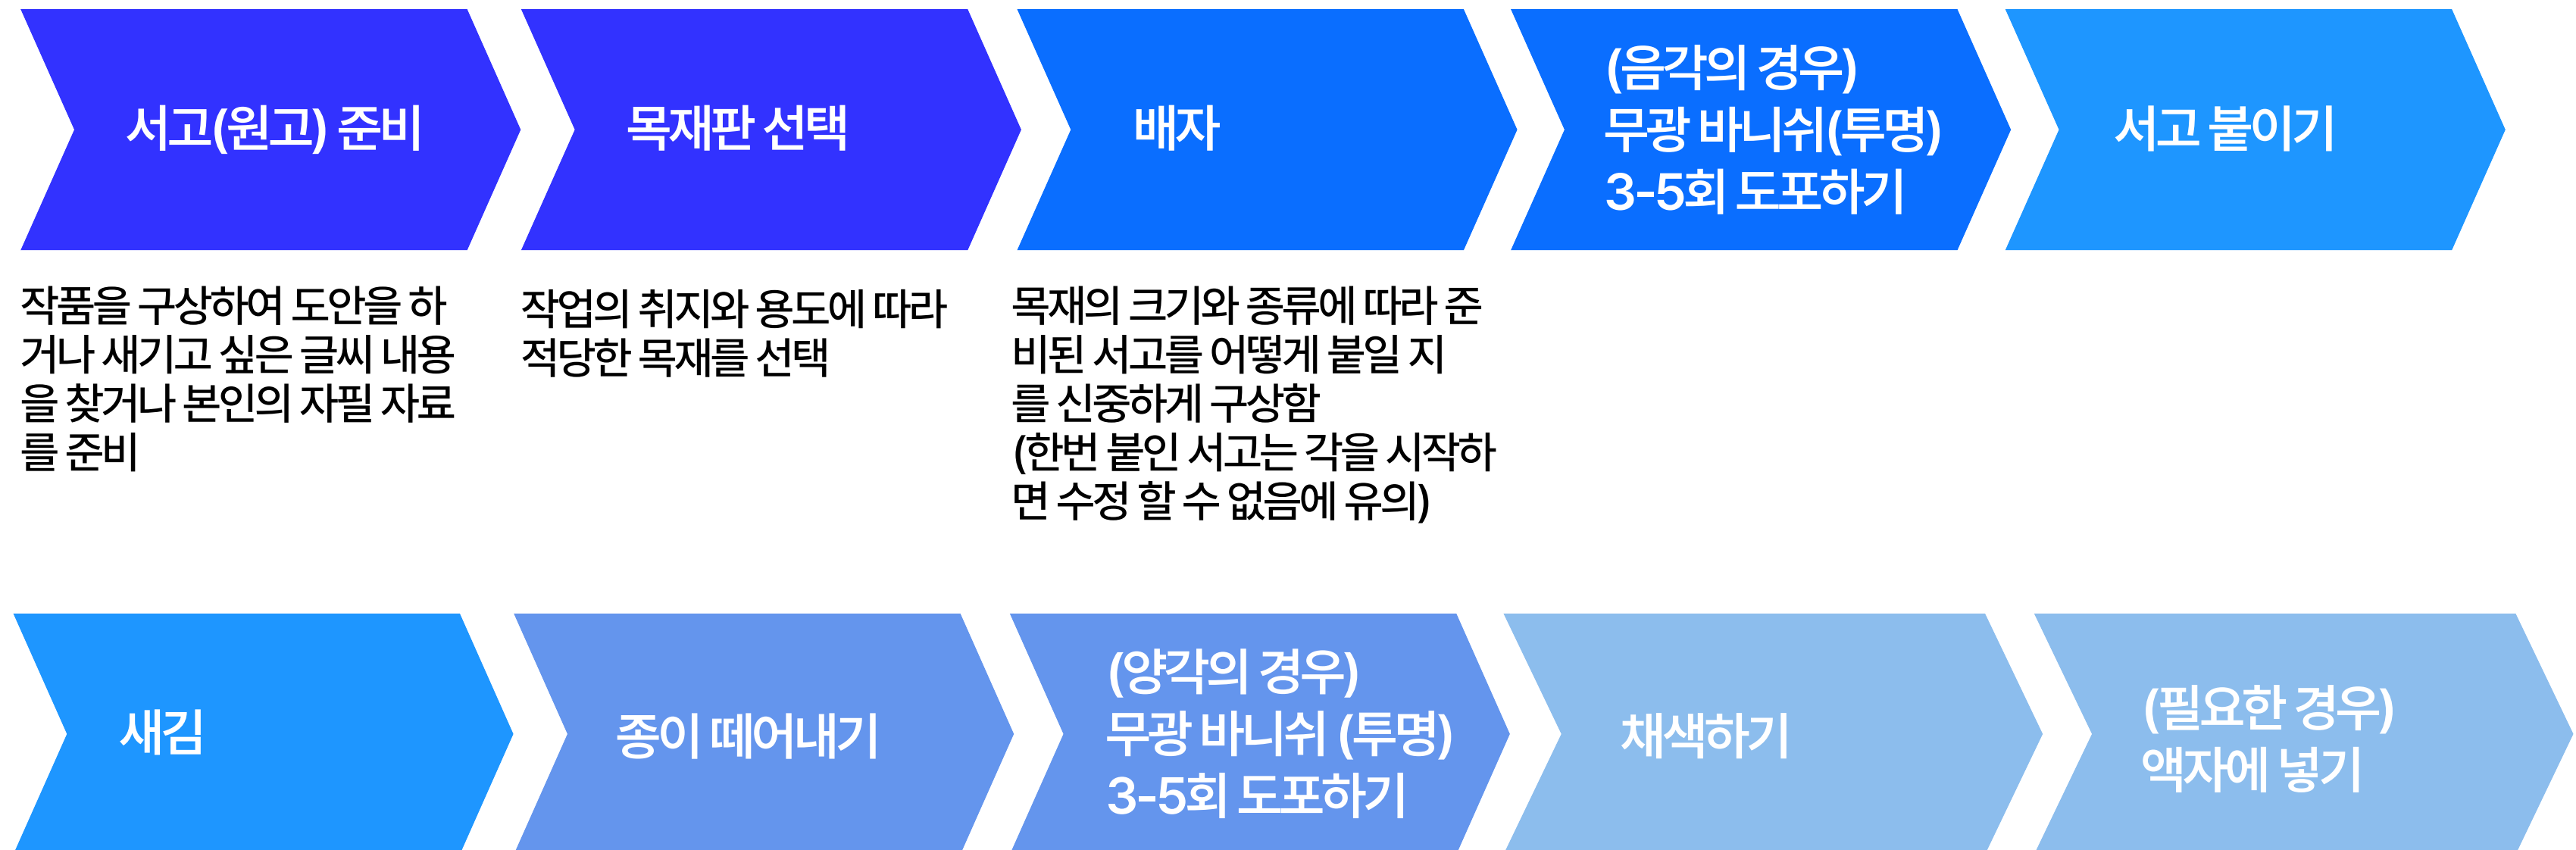 서고(원고) 준비
목재판 선택
배자
(음각의 경우)
무광 바니쉬(투명)
3-5회 도포하기
서고 붙이기
작품을 구상하여 도안을 하
거나 새기고 싶은 글씨 내용
을 찾거나 본인의 자필 자료
를 준비
작업의 취지와 용도에 따라
적당한 목재를 선택
목재의 크기와 종류에 따라 준
비된 서고를 어떻게 붙일 지
를 신중하게 구상함
(한번 붙인 서고는 각을 시작하
면 수정 할 수 없음에 유의)
새김
종이 떼어내기
(양각의 경우)
무광 바니쉬 (투명)
3-5회 도포하기
채색하기
(필요한 경우)
액자에 넣기